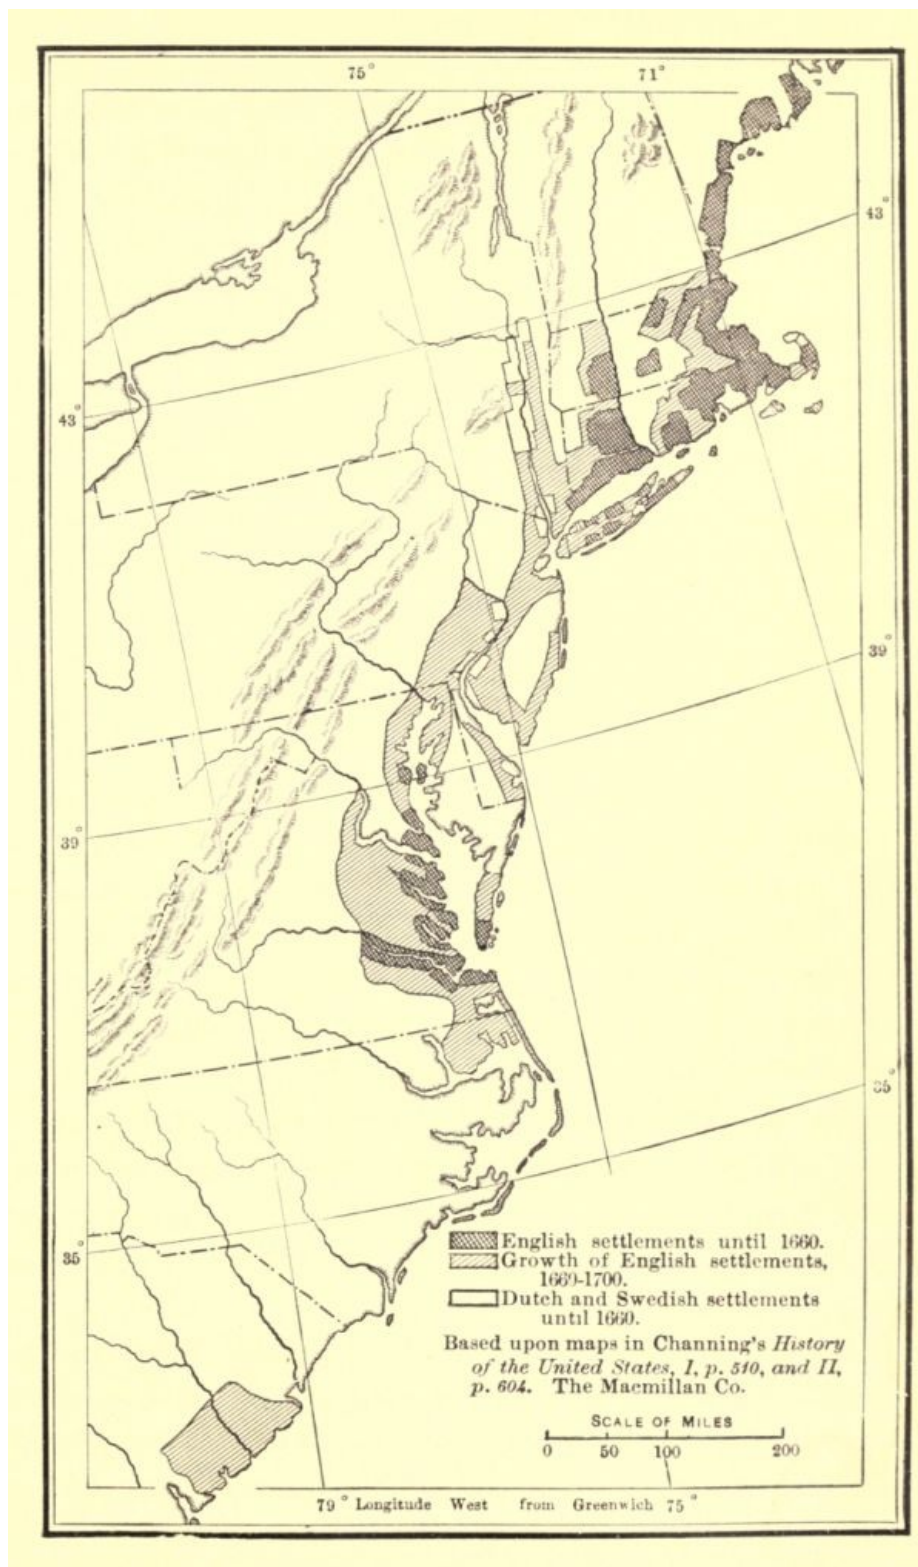 75°
71°
43°
43°
39°
39°
35°
35°
English settlements until 1660.
Growth of English settlements,
1660-1700.
Dutch and Swedish settlements
until 1660.
Based upon maps in Channing's History
of the United States, I, p. 510, and II,
p. 604. The Macmillan Co.
SCALE OF MILES
0 50 100 200
79° Longitude West from Greenwich 75°